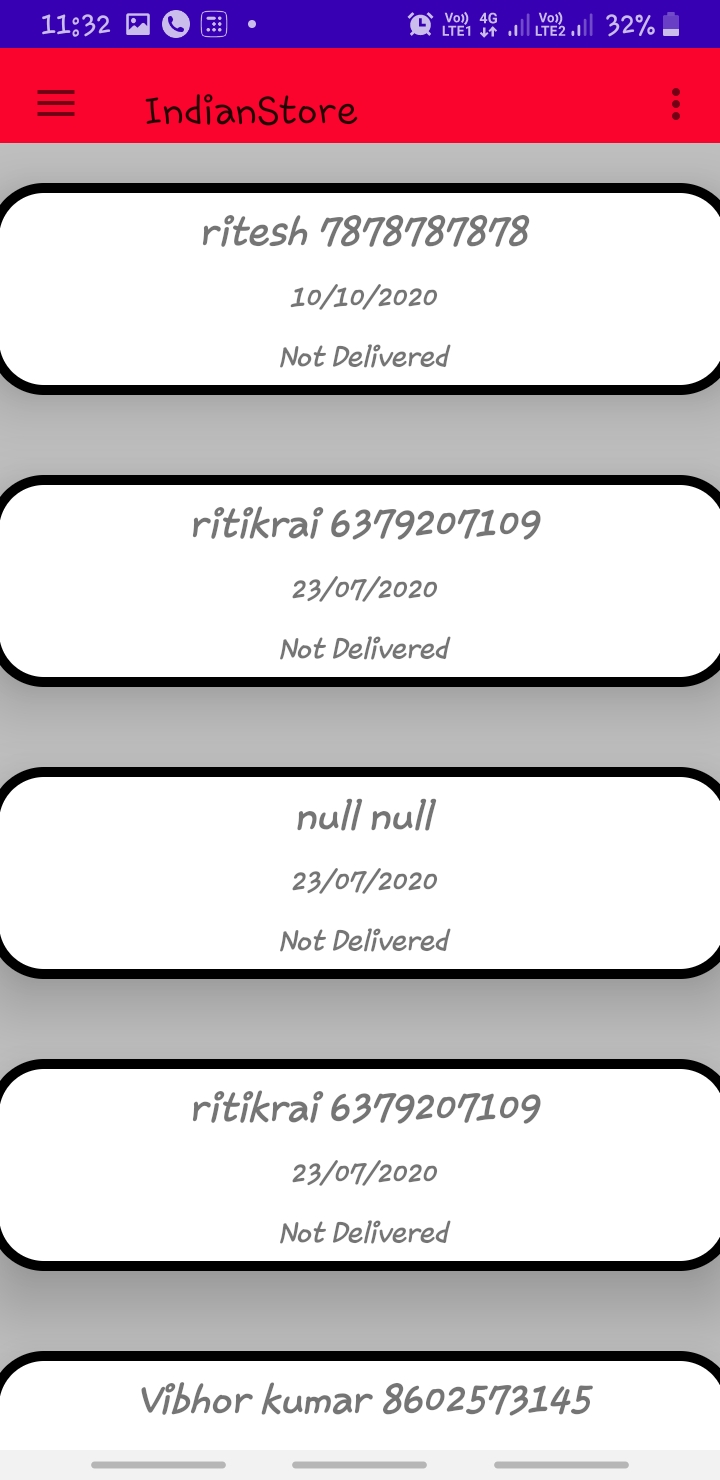 11:32 Vo)) LTE1 4G Vo)) LTE2 32%
IndianStore
ritesh 7878787878
10/10/2020
Not Delivered
ritikrai 6379207109
23/07/2020
Not Delivered
null null
23/07/2020
Not Delivered
ritikrai 6379207109
23/07/2020
Not Delivered
Vibhor kumar 8602573145